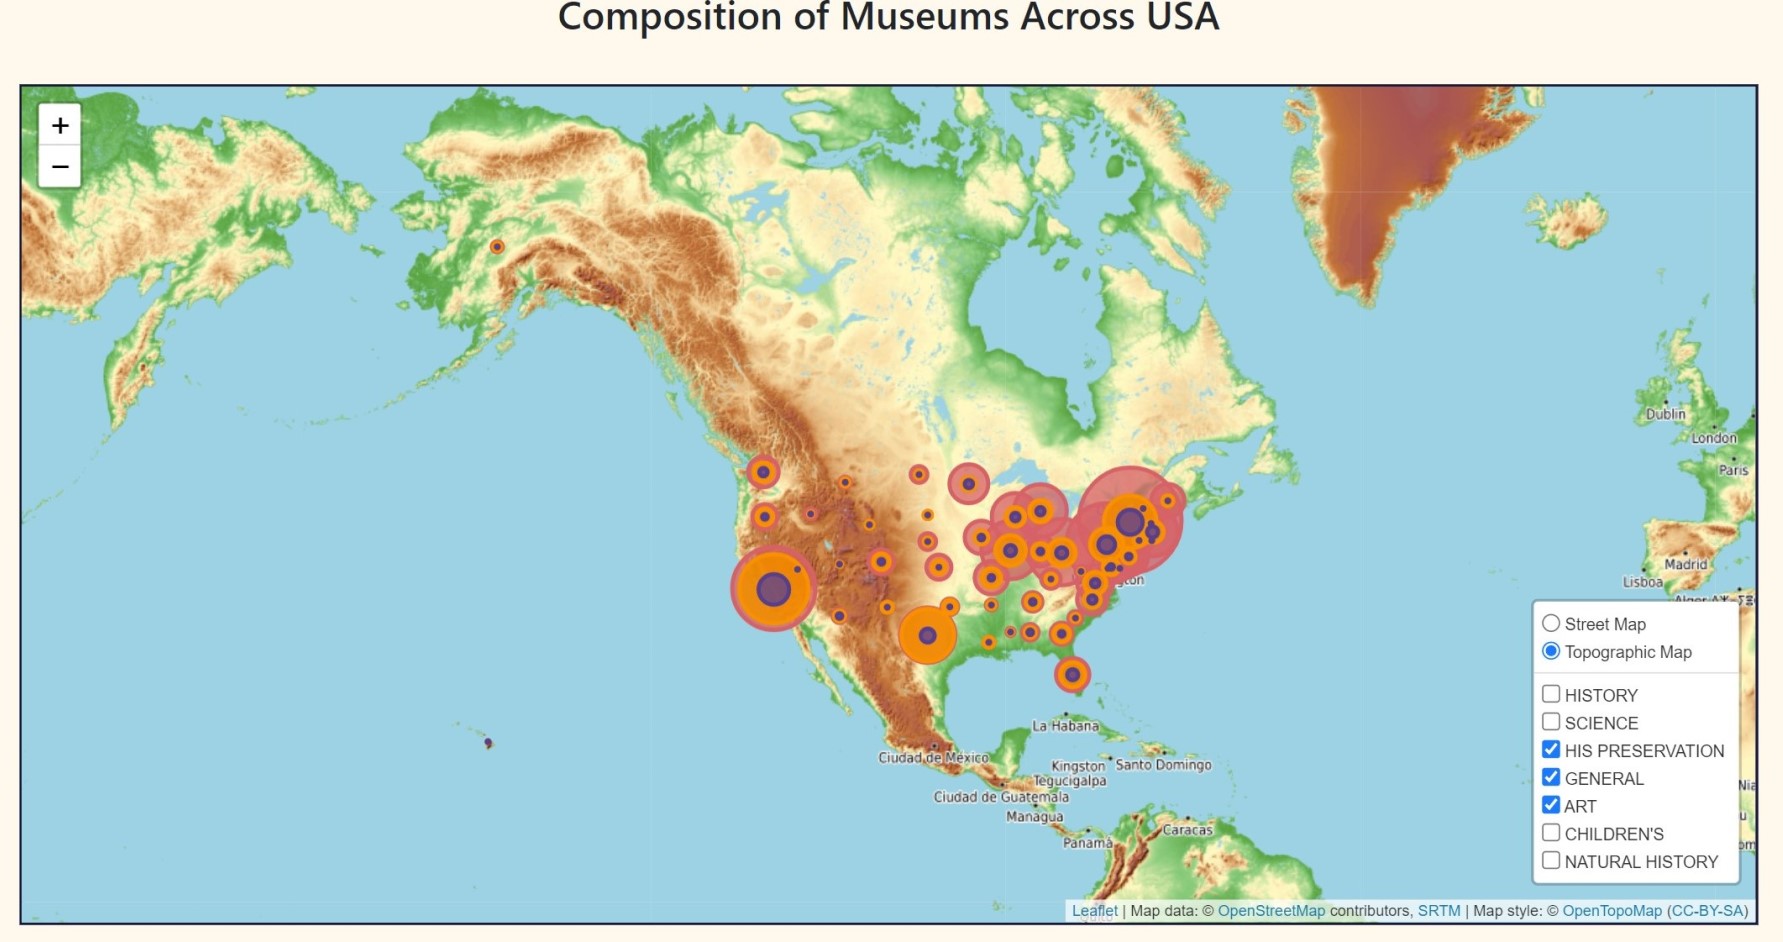 Composition of Museums Across USA
+
−
Dublin
London
Paris
Madrid
Lisboa
La Habana
Ciudad de México
Kingston
Santo Domingo
Tegucigalpa
Ciudad de Guatemala
Managua
Caracas
Panamá
Street Map
Topographic Map
HISTORY
SCIENCE
HIS PRESERVATION
GENERAL
ART
CHILDREN'S
NATURAL HISTORY
Leaflet | Map data: © OpenStreetMap contributors, SRTM | Map style: © OpenTopoMap (CC-BY-SA)